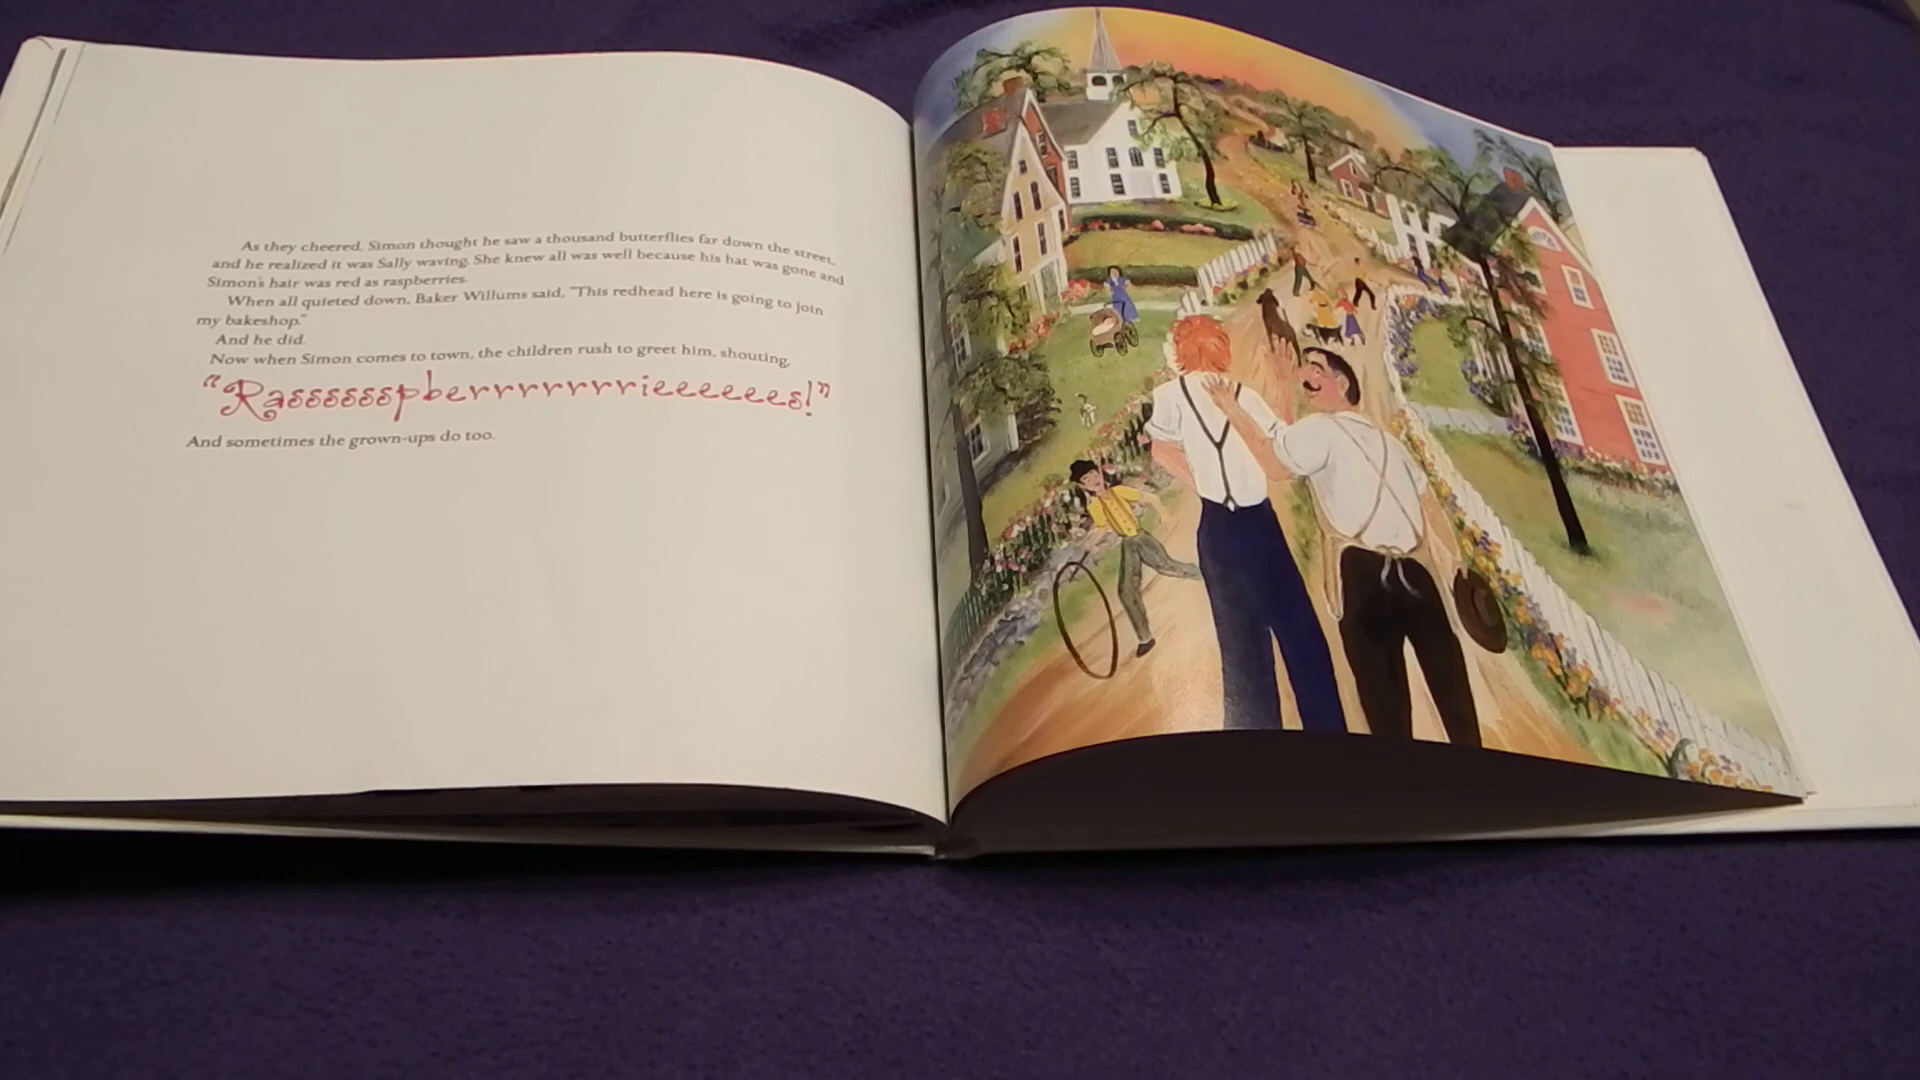 As they cheered, Simon thought he saw a thousand butterflies far down the street,
and he realized it was Sally waving. She knew all was well because his hat was gone and
Simon's hair was red as raspberries.
When all quieted down, Baker Willums said, "This redhead here is going to join
my bakeshop."
And he did.
Now when Simon comes to town, the children rush to greet him, shouting,
"Rassssssspberrrrrrrrieeeeeees!"
And sometimes the grown-ups do too.